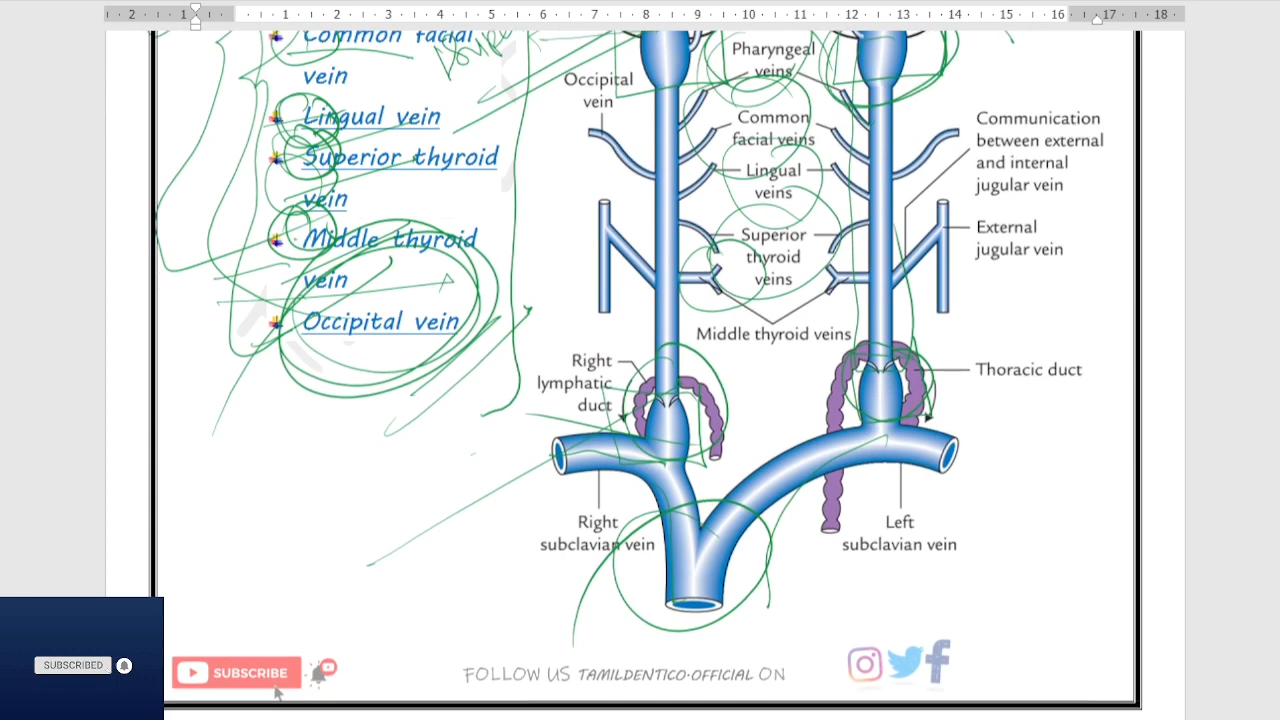 2 1 1 2 3 4 5 6 7 8 9 10 11 12 13 14 15 16 17 18
Common facial
vein
Lingual vein
Superior thyroid
vein
Middle thyroid
vein
Occipital vein
Pharyngeal
veins
Occipital
vein
Common
facial veins
Lingual
veins
Superior
thyroid
veins
Middle thyroid veins
Communication
between external
and internal
jugular vein
External
jugular vein
Right
lymphatic
duct
Thoracic duct
Right
subclavian vein
Left
subclavian vein
SUBSCRIBED
SUBSCRIBE
FOLLOW US TAMILDENTICO.OFFICIAL ON